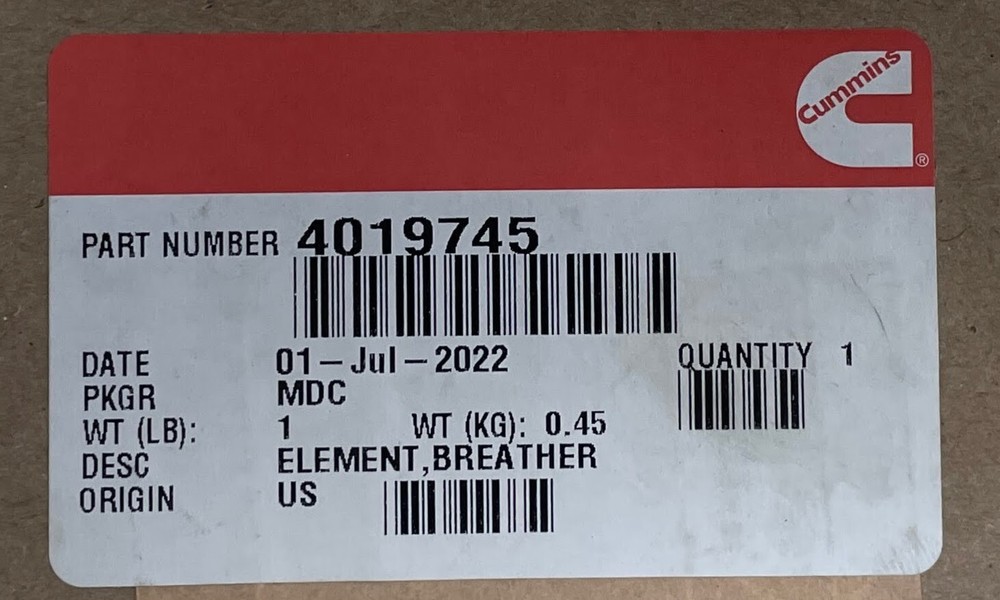 Cummins
®
PART NUMBER 4019745
DATE 01-Jul-2022 QUANTITY 1
PKGR MDC
WT (LB): 1 WT (KG): 0.45
DESC ELEMENT,BREATHER
ORIGIN US